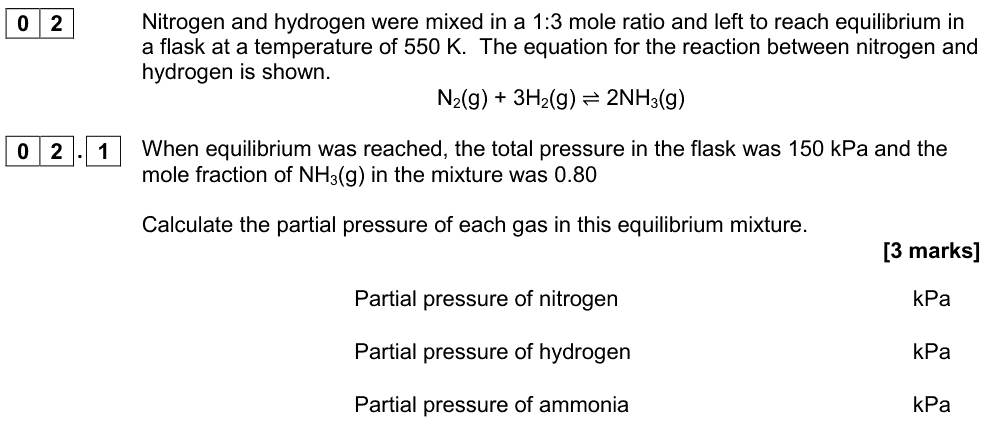 0 2 Nitrogen and hydrogen were mixed in a 1:3 mole ratio and left to reach equilibrium in
a flask at a temperature of 550 K. The equation for the reaction between nitrogen and
hydrogen is shown.
N₂(g) + 3H₂(g) ⇌ 2NH₃(g)
0 2 . 1 When equilibrium was reached, the total pressure in the flask was 150 kPa and the
mole fraction of NH₃(g) in the mixture was 0.80
Calculate the partial pressure of each gas in this equilibrium mixture.
[3 marks]
Partial pressure of nitrogen kPa
Partial pressure of hydrogen kPa
Partial pressure of ammonia kPa